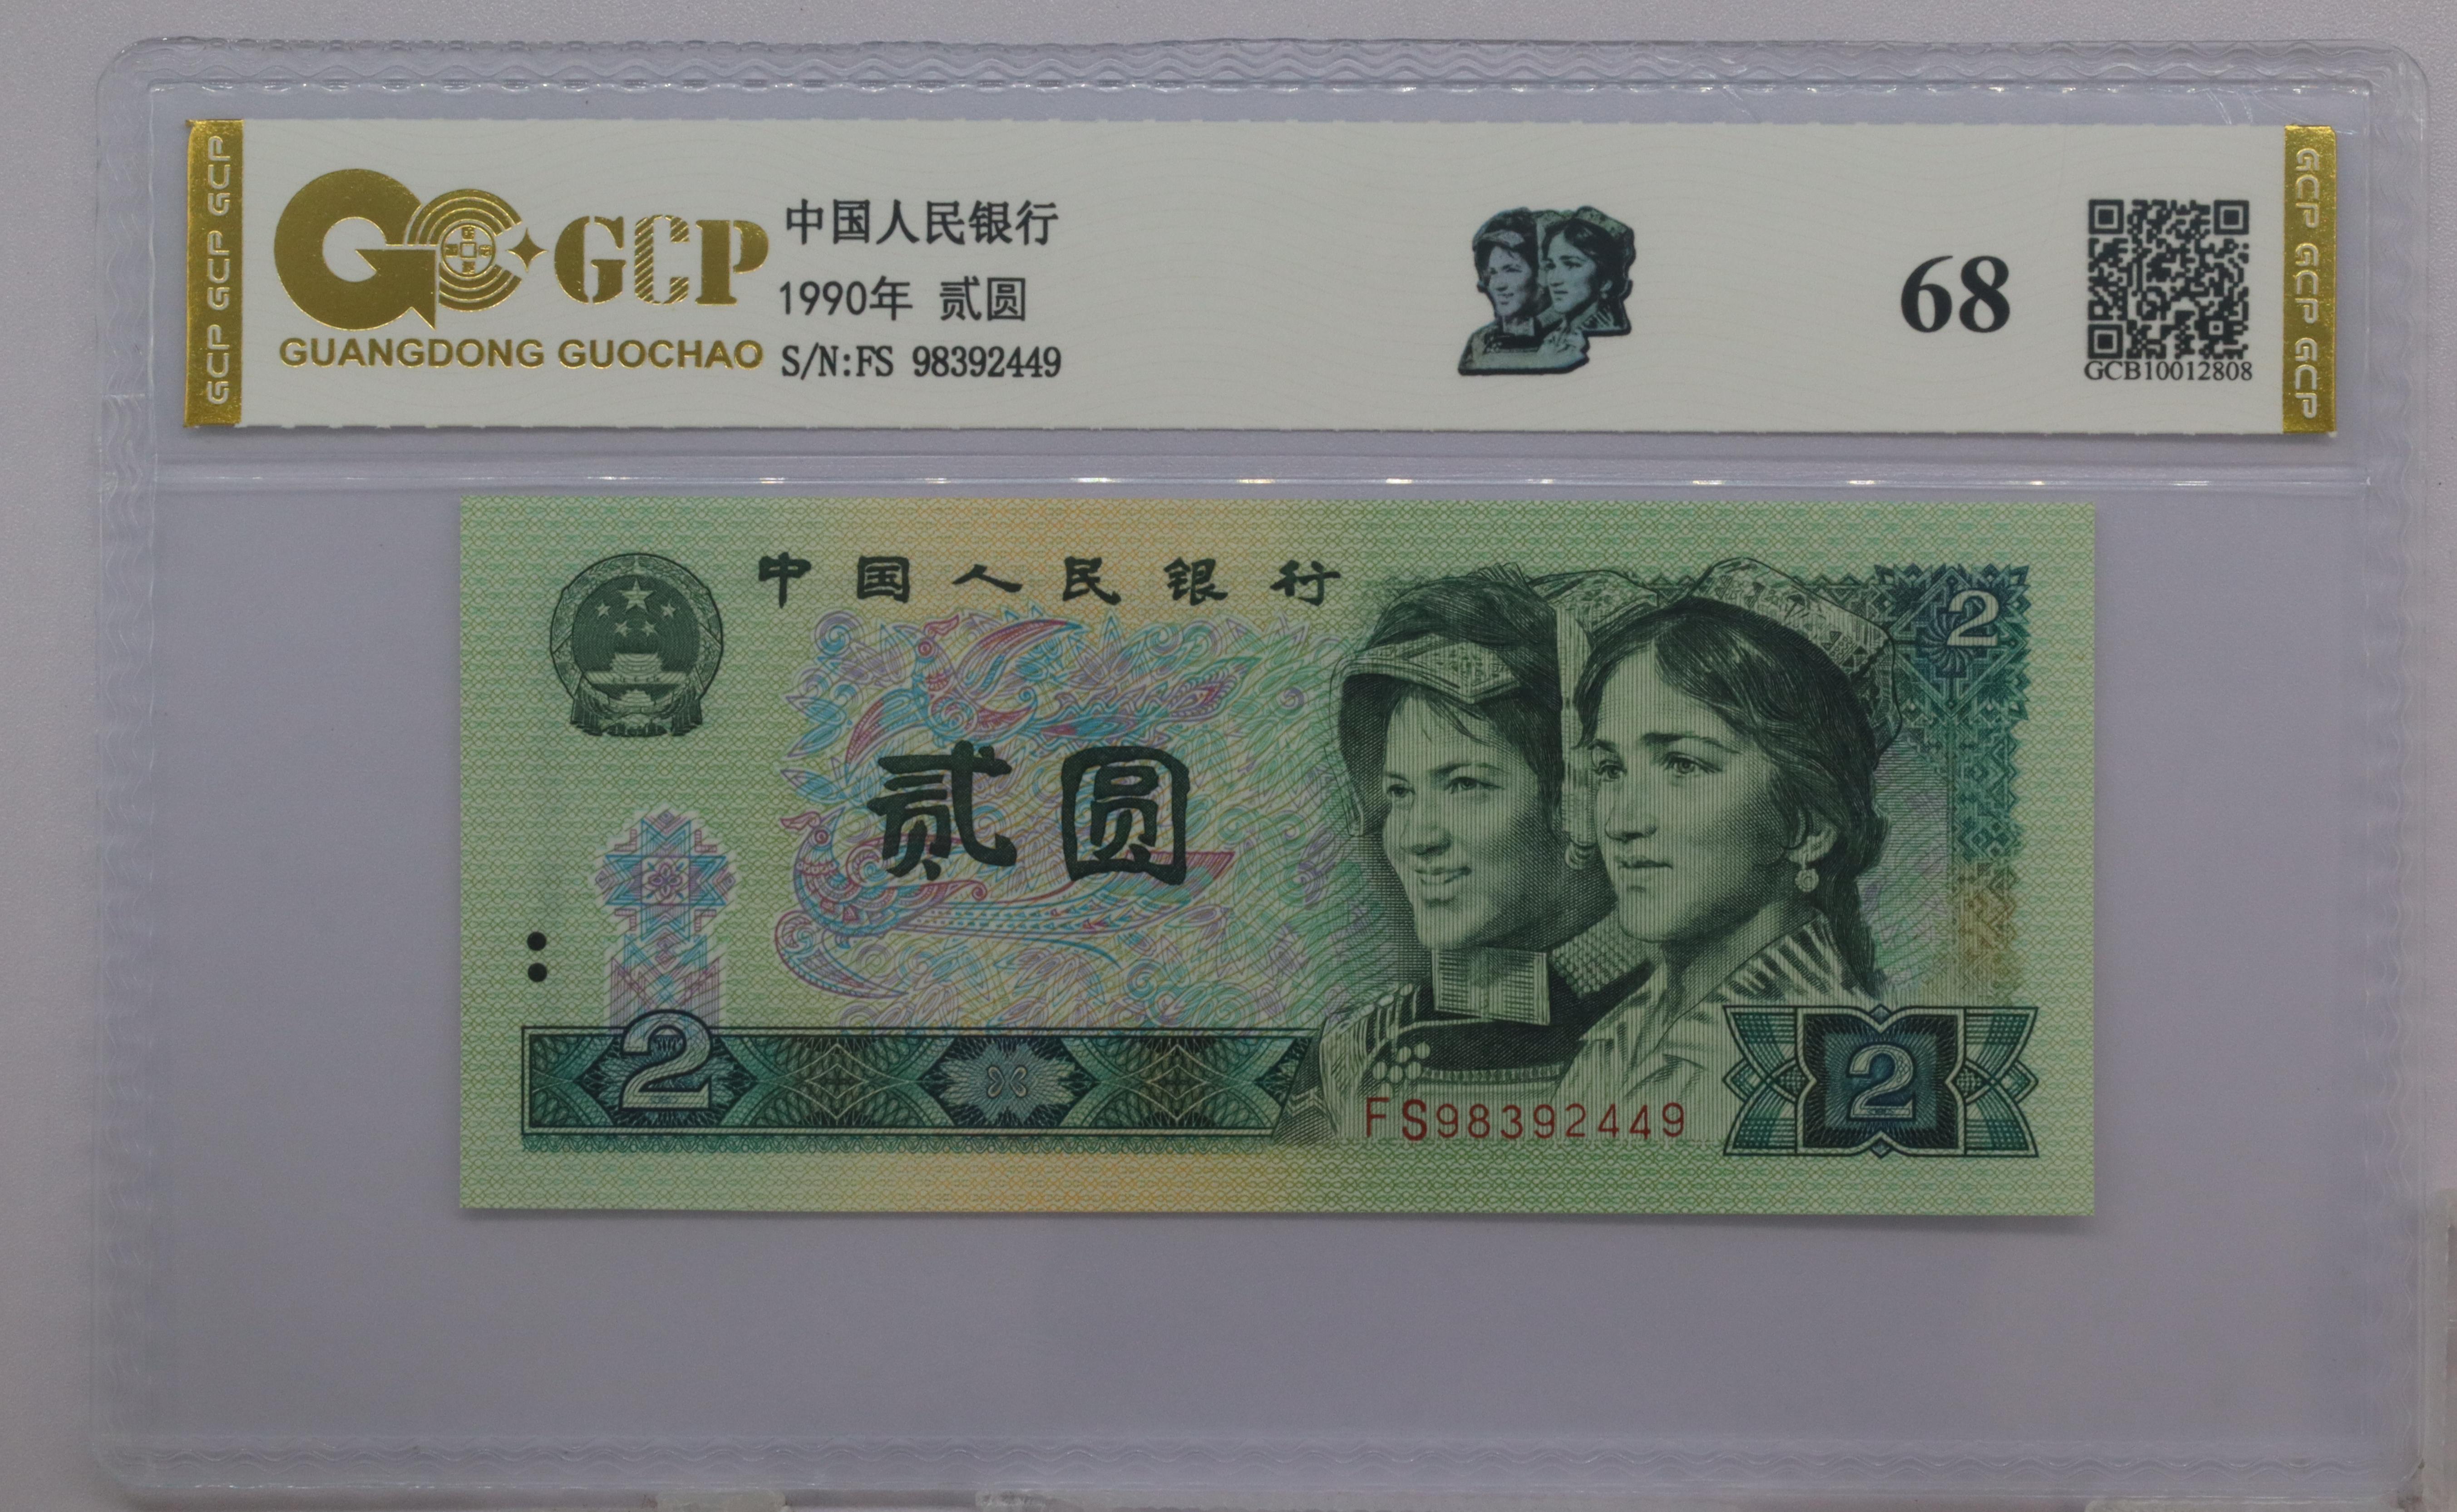 GCP GCP GCP
GCP
GUANGDONG GUOCHAO
中国人民银行
1990年 贰圆
S/N:FS 98392449
68
GCB10012808
GCP GCP GCP
中国人民银行
2
贰圆
2
FS98392449
2